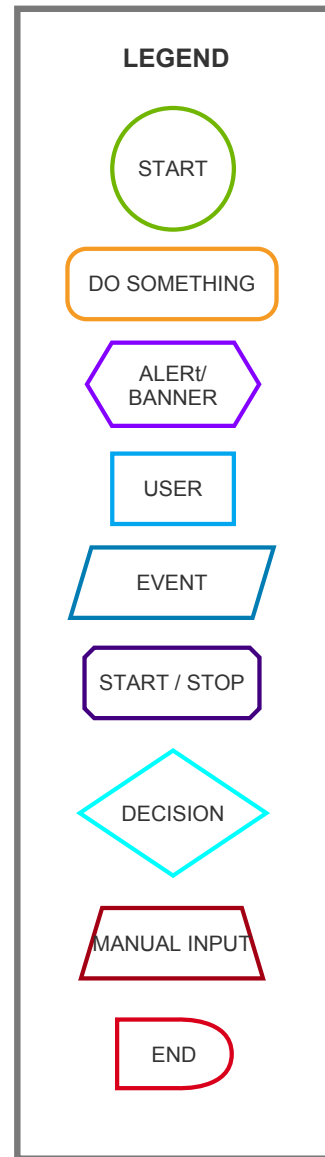 LEGEND
START
DO SOMETHING
ALERt/
BANNER
USER
EVENT
START / STOP
DECISION
MANUAL INPUT
END